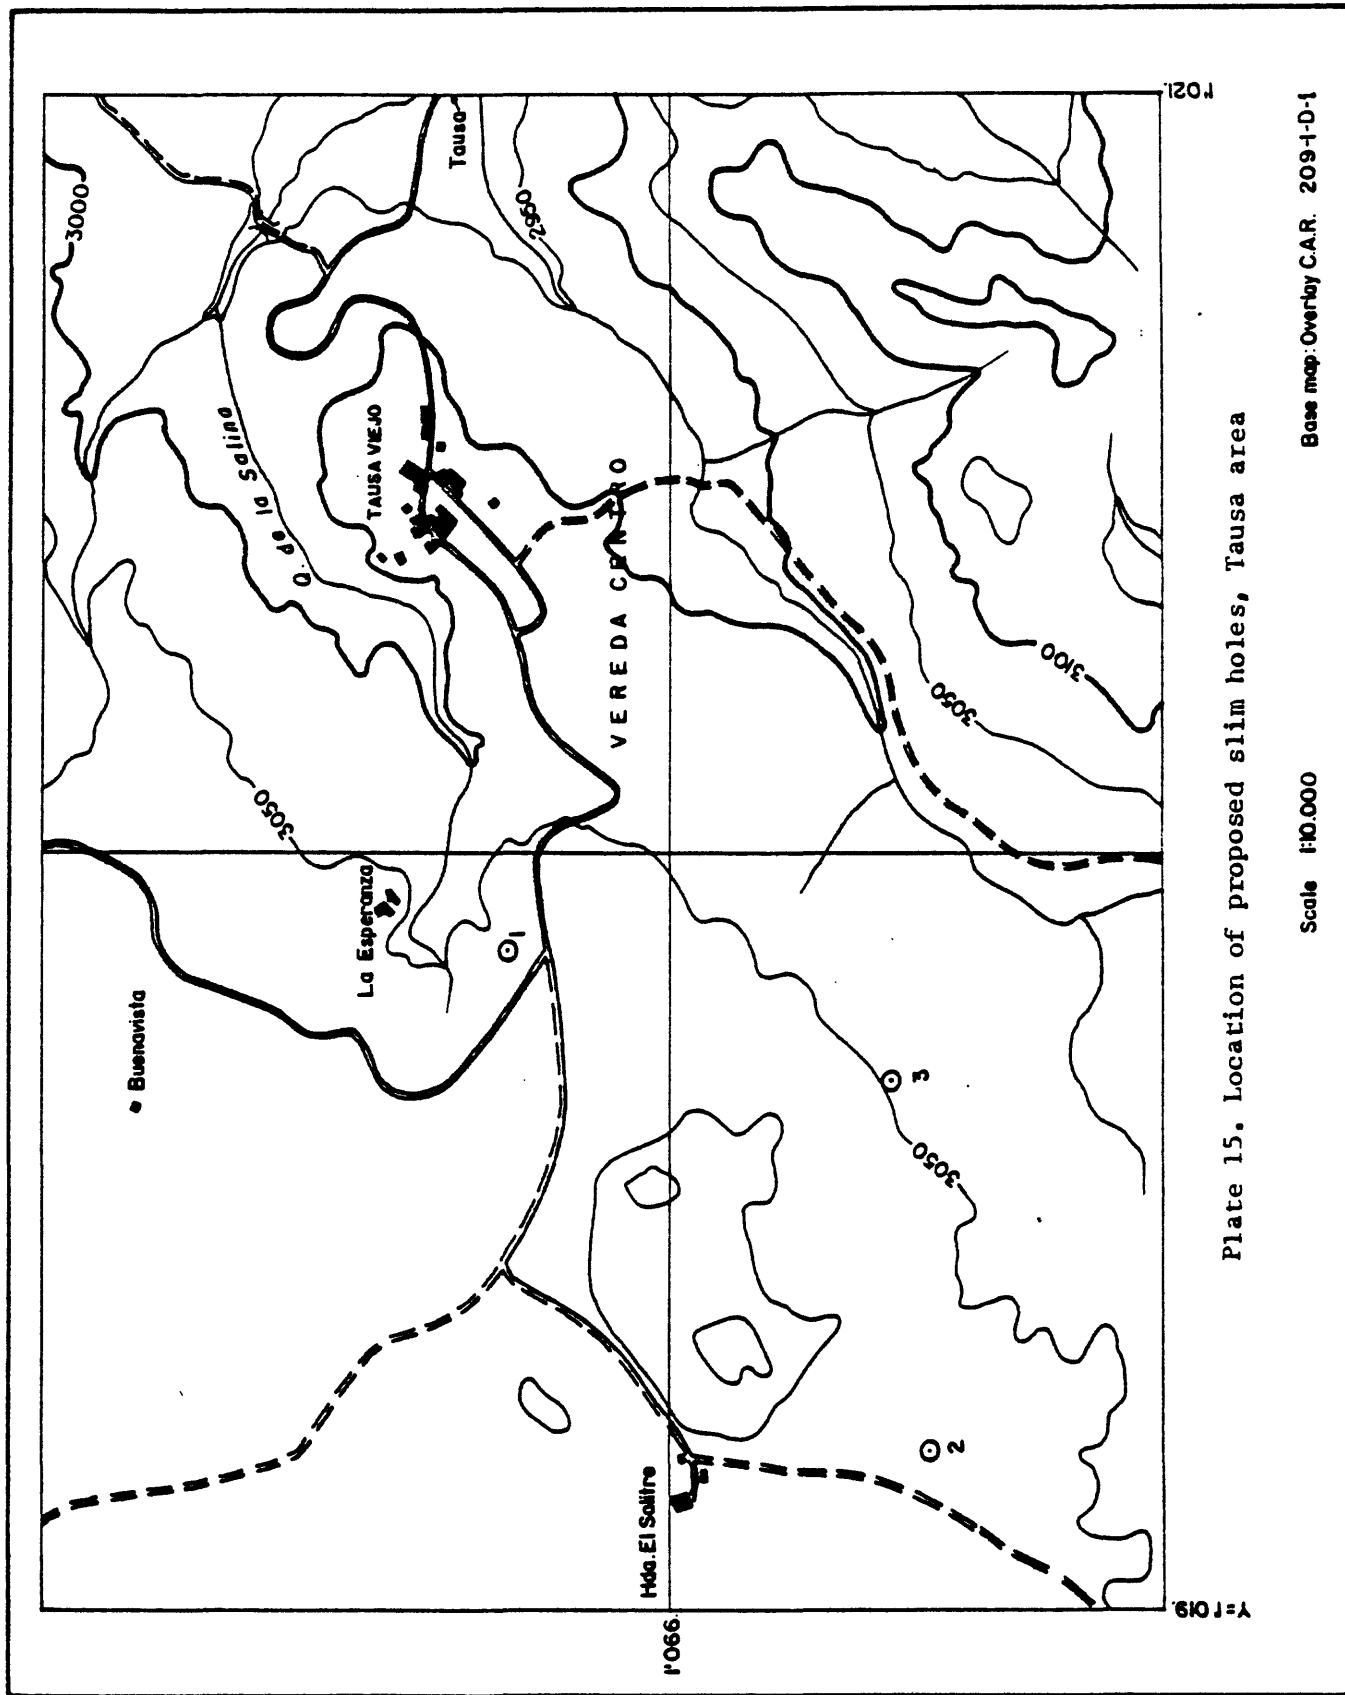 3000
Tausa
2950
Q. de la Salina
TAUSA VIEJO
VEREDA CENTRO
3050
La Esperanza
Buenavista
1
3100
3050
3
3050
2
Hda. El Salitre
1'066.
Y=1'019.
1'021.
Plate 15. Location of proposed slim holes, Tausa area
Scale 1:10.000
Base map: Overlay C.A.R. 209-1-D-1